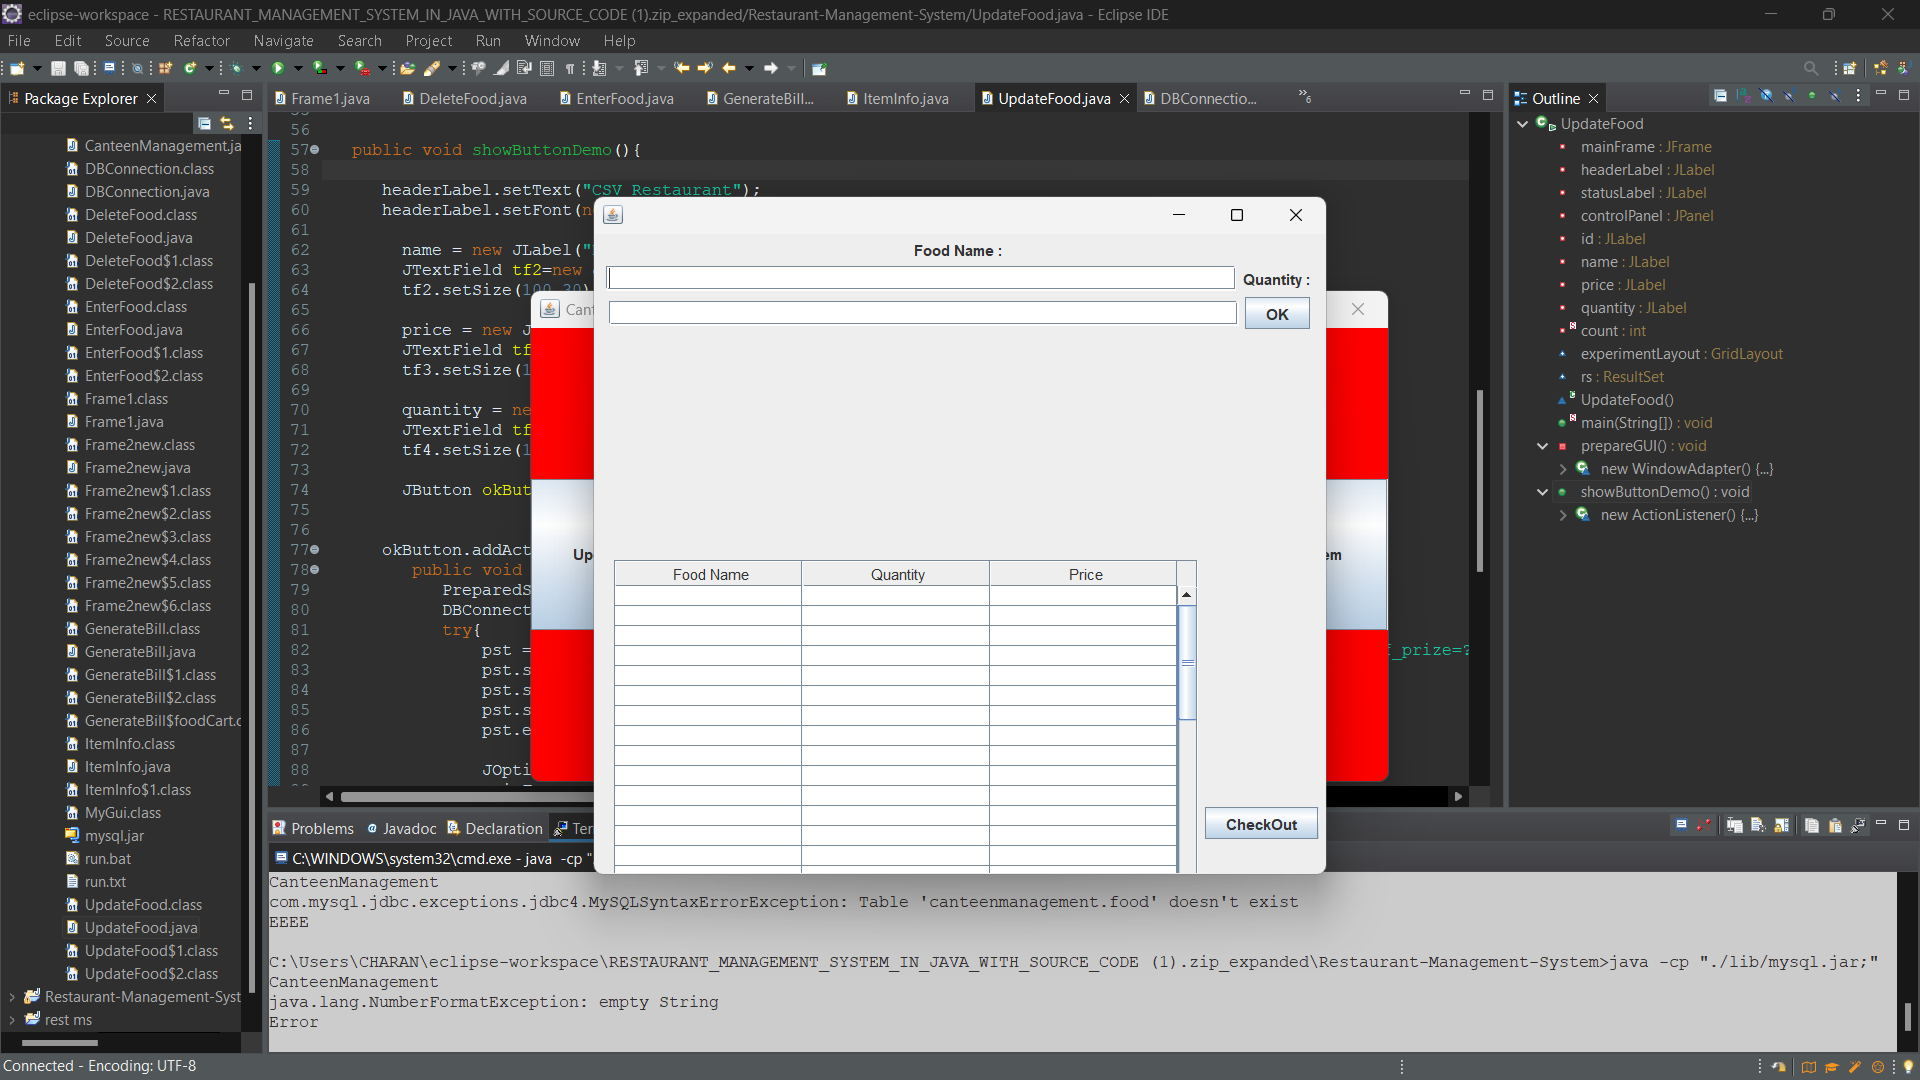 eclipse-workspace - RESTAURANT_MANAGEMENT_SYSTEM_IN_JAVA_WITH_SOURCE_CODE (1).zip_expanded/Restaurant-Management-System/UpdateFood.java - Eclipse IDE
File Edit Source Refactor Navigate Search Project Run Window Help
Package Explorer
CanteenManagement.ja
DBConnection.class
DBConnection.java
DeleteFood.class
DeleteFood.java
DeleteFood$1.class
DeleteFood$2.class
EnterFood.class
EnterFood.java
EnterFood$1.class
EnterFood$2.class
Frame1.class
Frame1.java
Frame2new.class
Frame2new.java
Frame2new$1.class
Frame2new$2.class
Frame2new$3.class
Frame2new$4.class
Frame2new$5.class
Frame2new$6.class
GenerateBill.class
GenerateBill.java
GenerateBill$1.class
GenerateBill$2.class
GenerateBill$foodCart.c
ItemInfo.class
ItemInfo.java
ItemInfo$1.class
MyGui.class
mysql.jar
run.bat
run.txt
UpdateFood.class
UpdateFood.java
UpdateFood$1.class
UpdateFood$2.class
Restaurant-Management-Syst
rest ms
Frame1.java DeleteFood.java EnterFood.java GenerateBill... ItemInfo.java UpdateFood.java DBConnectio... »6
56
57 public void showButtonDemo(){
58
59 headerLabel.setText("CSV Restaurant");
60 headerLabel.setFont(n
61
62 name = new JLabel("
63 JTextField tf2=new
64 tf2.setSize(100,30)
65
66 price = new J
67 JTextField tf
68 tf3.setSize(1
69
70 quantity = ne
71 JTextField tf
72 tf4.setSize(1
73
74 JButton okBut
75
76
77 okButton.addAct
78 public void
79 PreparedS
80 DBConnect
81 try{
82 pst = f_prize=?
83 pst.s
84 pst.s
85 pst.s
86 pst.e
87
88 JOpti
Cant
Up
em
Food Name :
Quantity :
OK
Food Name Quantity Price
CheckOut
Outline
UpdateFood
mainFrame : JFrame
headerLabel : JLabel
statusLabel : JLabel
controlPanel : JPanel
id : JLabel
name : JLabel
price : JLabel
quantity : JLabel
count : int
experimentLayout : GridLayout
rs : ResultSet
UpdateFood()
main(String[]) : void
prepareGUI() : void
new WindowAdapter() {...}
showButtonDemo() : void
new ActionListener() {...}
Problems Javadoc Declaration Ter
C:\WINDOWS\system32\cmd.exe - java -cp "
CanteenManagement
com.mysql.jdbc.exceptions.jdbc4.MySQLSyntaxErrorException: Table 'canteenmanagement.food' doesn't exist
EEEE
C:\Users\CHARAN\eclipse-workspace\RESTAURANT_MANAGEMENT_SYSTEM_IN_JAVA_WITH_SOURCE_CODE (1).zip_expanded\Restaurant-Management-System>java -cp "./lib/mysql.jar;"
CanteenManagement
java.lang.NumberFormatException: empty String
Error
Connected - Encoding: UTF-8